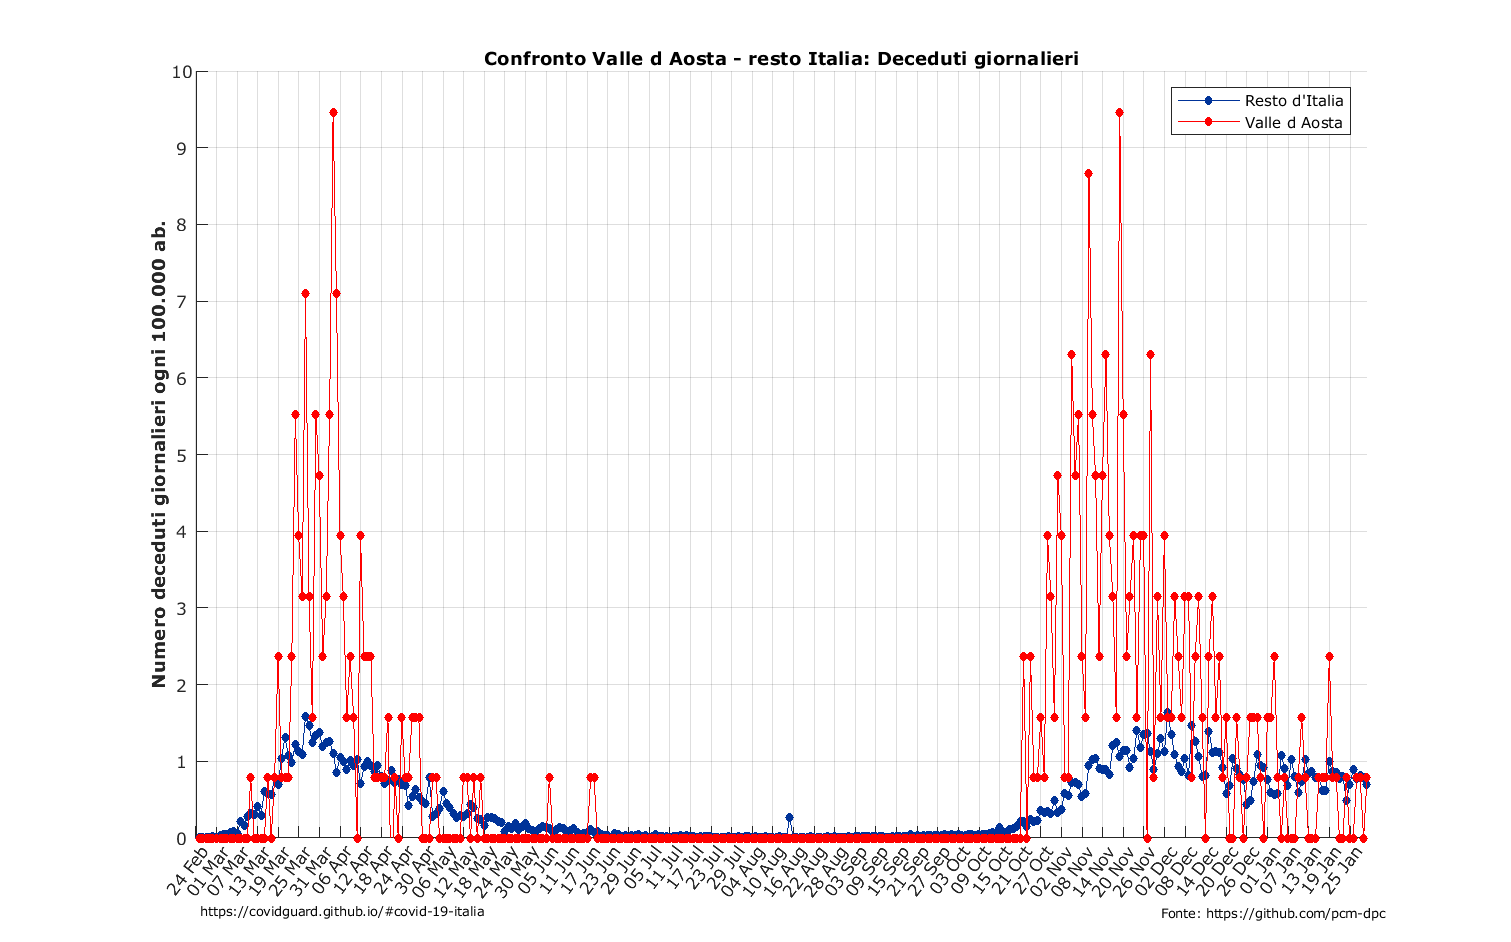 Confronto Valle d Aosta - resto Italia: Deceduti giornalieri
Resto d'Italia
Valle d Aosta
Numero deceduti giornalieri ogni 100.000 ab.
10
9
8
7
6
5
4
3
2
1
0
24 Feb
01 Mar
07 Mar
13 Mar
19 Mar
25 Mar
31 Mar
06 Apr
12 Apr
18 Apr
24 Apr
30 Apr
06 May
12 May
18 May
24 May
30 May
05 Jun
11 Jun
17 Jun
23 Jun
29 Jun
05 Jul
11 Jul
17 Jul
23 Jul
29 Jul
04 Aug
10 Aug
16 Aug
22 Aug
28 Aug
03 Sep
09 Sep
15 Sep
21 Sep
27 Sep
03 Oct
09 Oct
15 Oct
21 Oct
27 Oct
02 Nov
08 Nov
14 Nov
20 Nov
26 Nov
02 Dec
08 Dec
14 Dec
20 Dec
26 Dec
01 Jan
07 Jan
13 Jan
19 Jan
25 Jan
https://covidguard.github.io/#covid-19-italia
Fonte: https://github.com/pcm-dpc